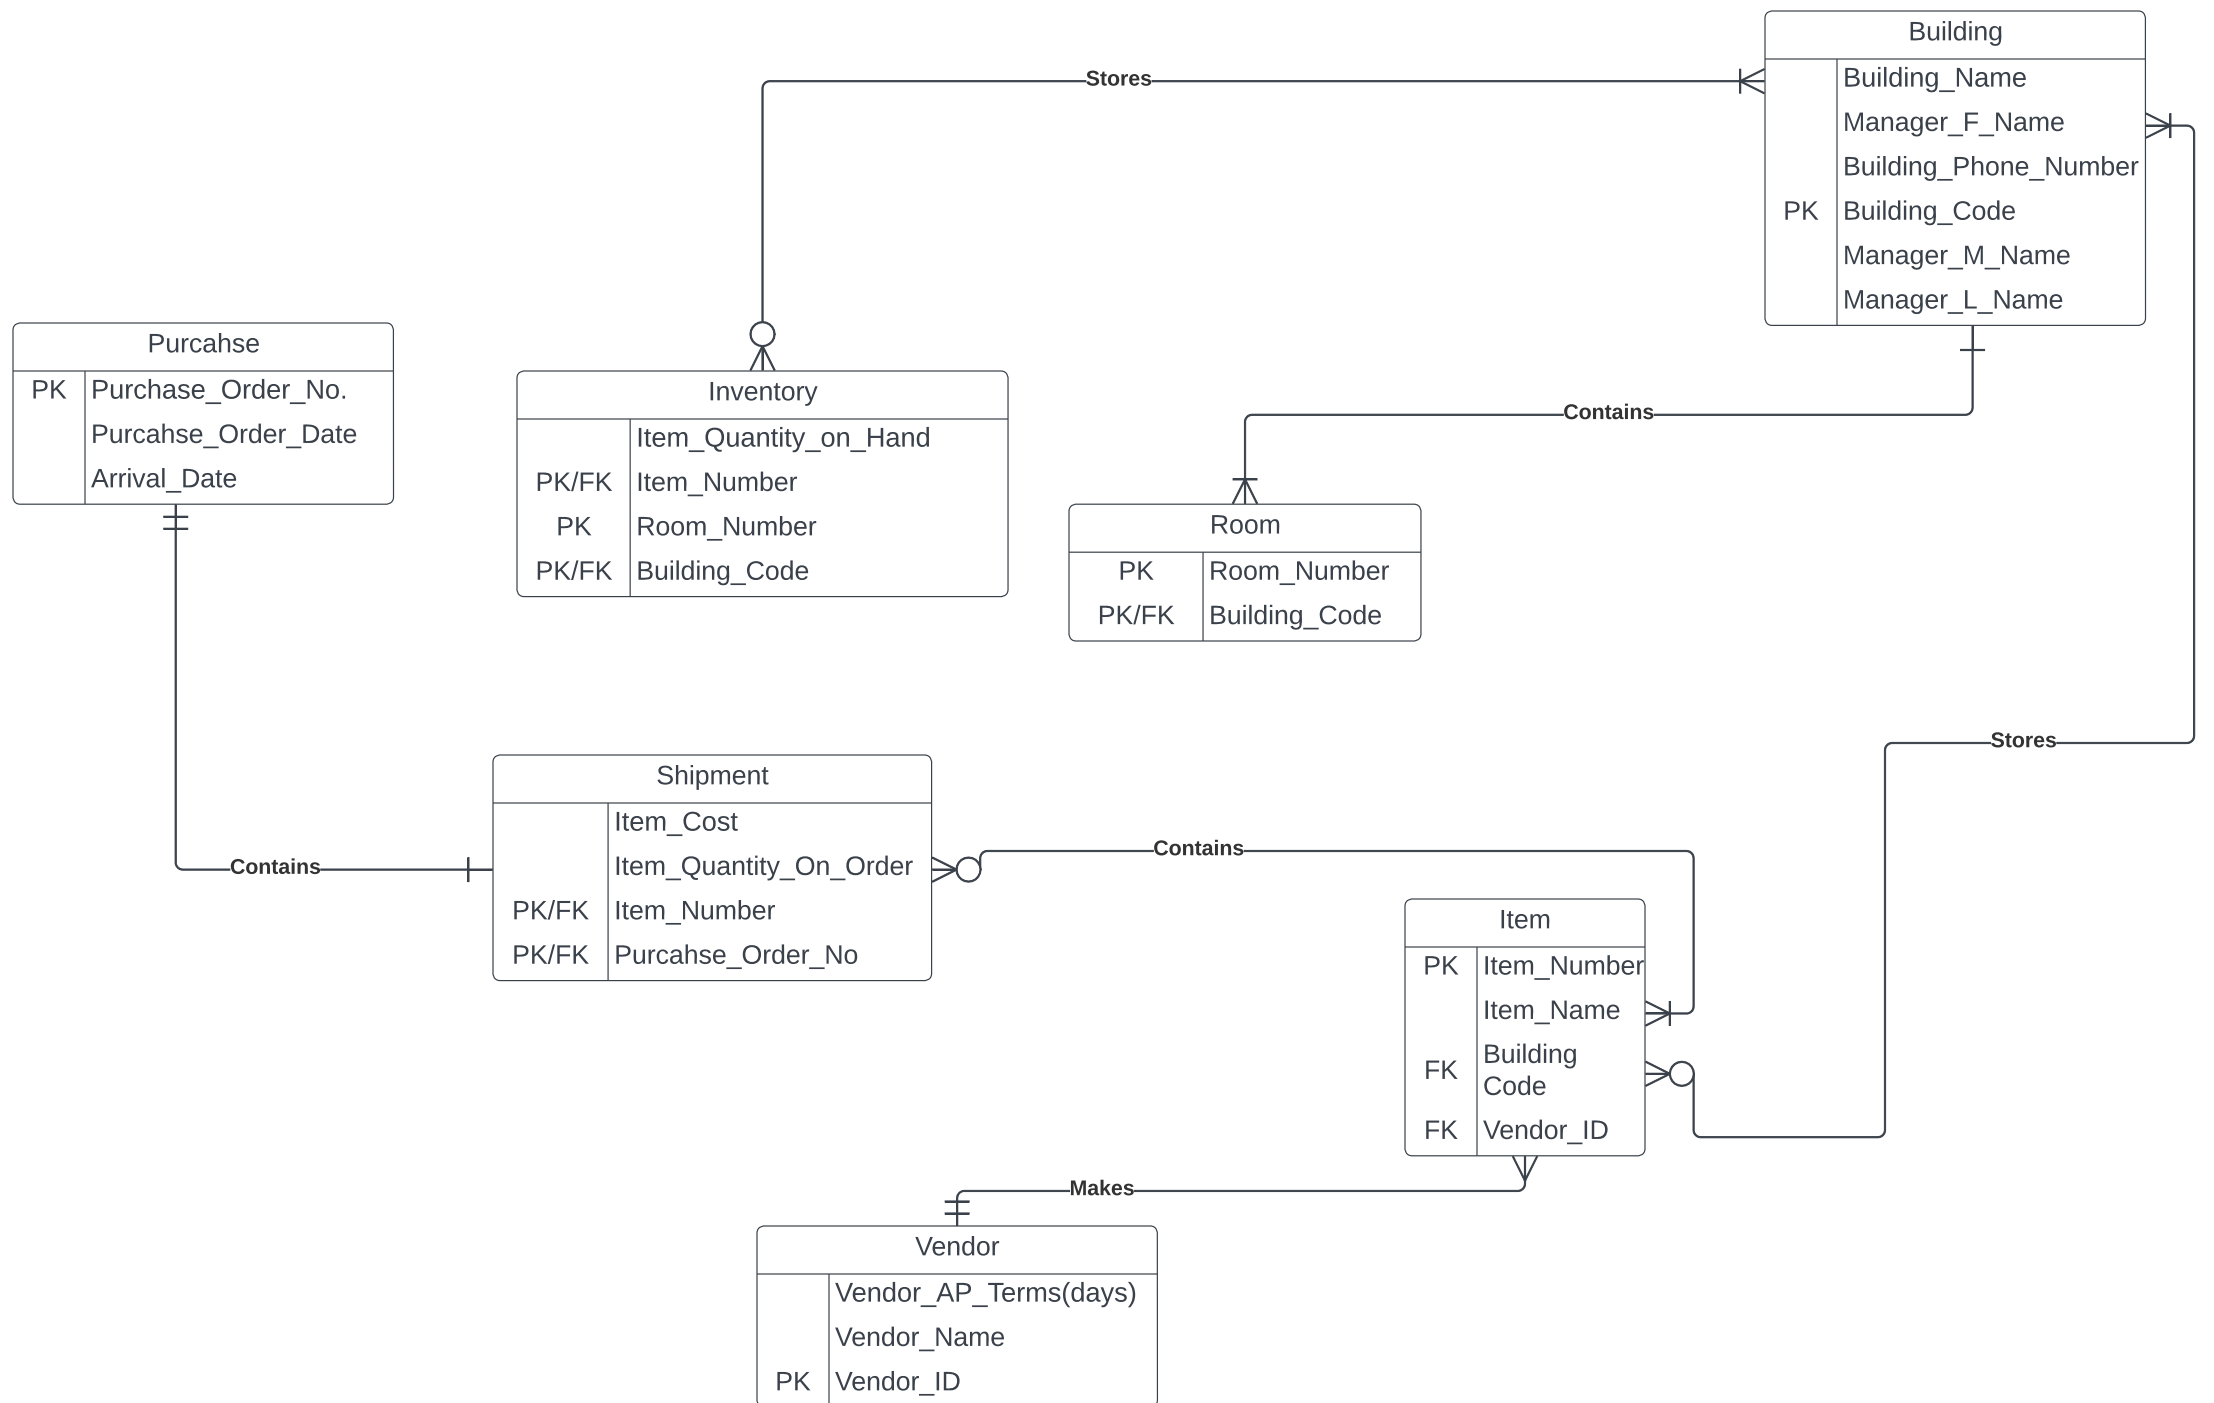 Building
Building_Name
Manager_F_Name
Building_Phone_Number
PK Building_Code
Manager_M_Name
Manager_L_Name
Stores
Purcahse
PK Purchase_Order_No.
Purcahse_Order_Date
Arrival_Date
Inventory
Item_Quantity_on_Hand
PK/FK Item_Number
PK Room_Number
PK/FK Building_Code
Contains
Room
PK Room_Number
PK/FK Building_Code
Stores
Shipment
Item_Cost
Item_Quantity_On_Order
PK/FK Item_Number
PK/FK Purcahse_Order_No
Contains
Contains
Item
PK Item_Number
Item_Name
FK Building
Code
FK Vendor_ID
Makes
Vendor
Vendor_AP_Terms(days)
Vendor_Name
PK Vendor_ID